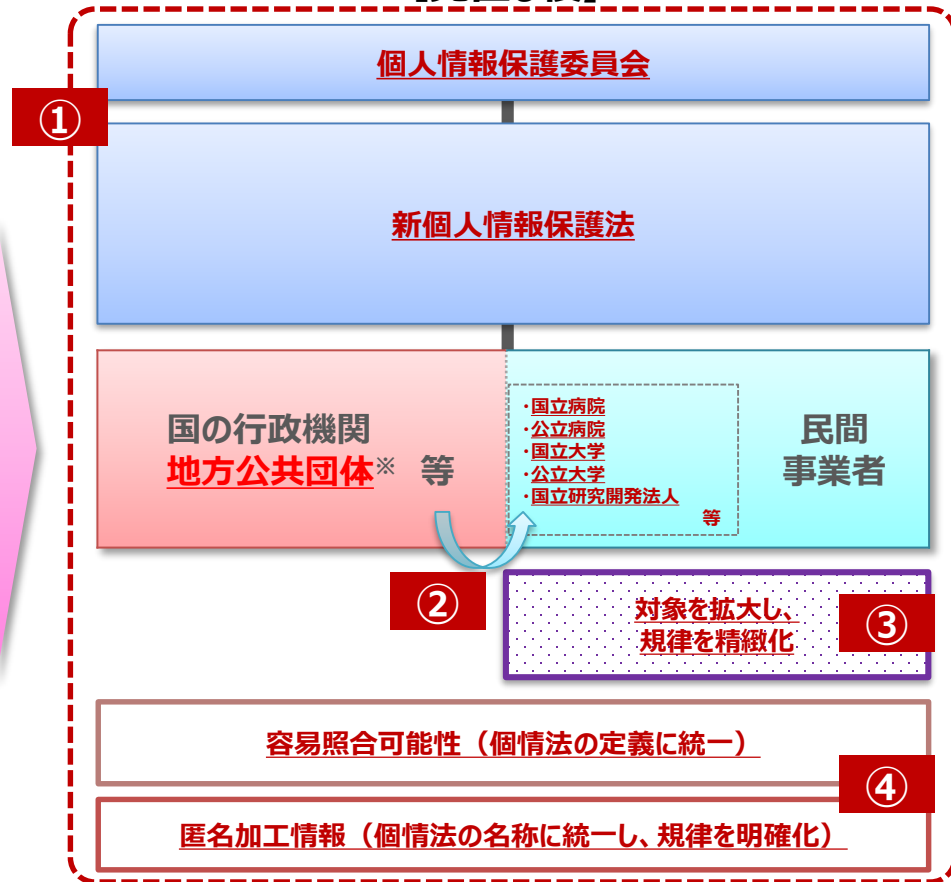 個人情報保護委員会
①
新個人情報保護法
国の行政機関
地方公共団体※ 等
・国立病院
・公立病院
・国立大学
・公立大学
・国立研究開発法人
等
民間
事業者
②
対象を拡大し、
規律を精緻化
③
容易照合可能性（個情法の定義に統一）
④
匿名加工情報（個情法の名称に統一し、規律を明確化）